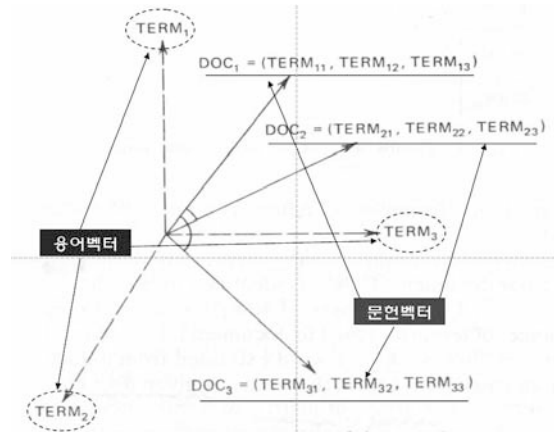 TERM₁
DOC₁ = (TERM₁₁, TERM₁₂, TERM₁₃)
DOC₂ = (TERM₂₁, TERM₂₂, TERM₂₃)
용어벡터
TERM₃
문헌벡터
DOC₃ = (TERM₃₁, TERM₃₂, TERM₃₃)
TERM₂